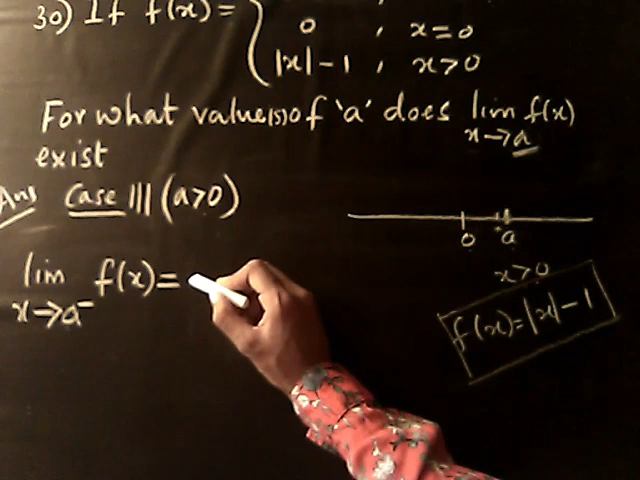 30) If f(x) =
0 , x = 0
|x| - 1 , x > 0
For what value(s) of 'a' does lim f(x)
x→a
exist
Ans Case III (a>0)
lim f(x) =
x→a⁻
0 a
x > 0
f(x) = |x| - 1